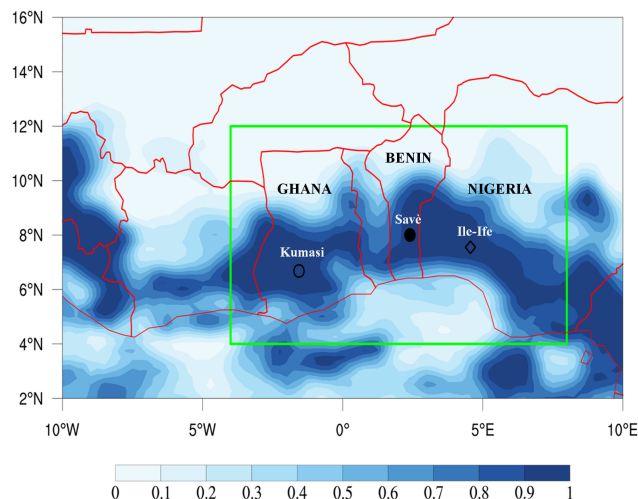 16°N
14°N
12°N
10°N
8°N
6°N
4°N
2°N
BENIN
GHANA
NIGERIA
Savè
Ile-Ife
Kumasi
10°W 5°W 0° 5°E 10°E
0 0.1 0.2 0.3 0.4 0.5 0.6 0.7 0.8 0.9 1